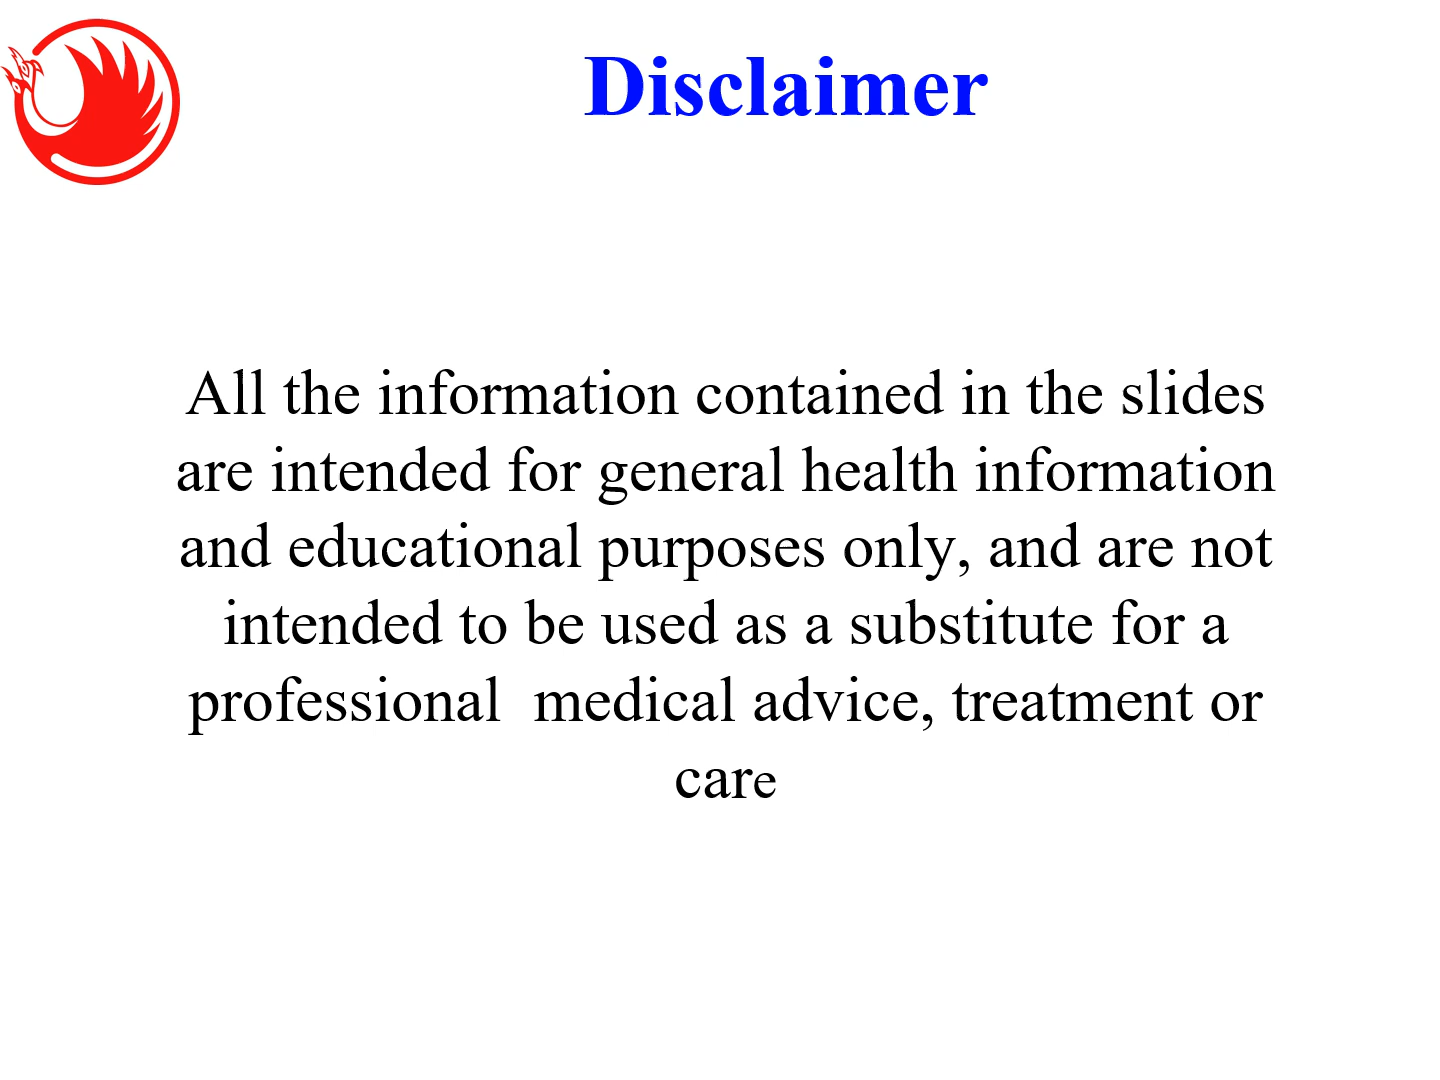 Disclaimer
All the information contained in the slides
are intended for general health information
and educational purposes only, and are not
intended to be used as a substitute for a
professional  medical advice, treatment or
care